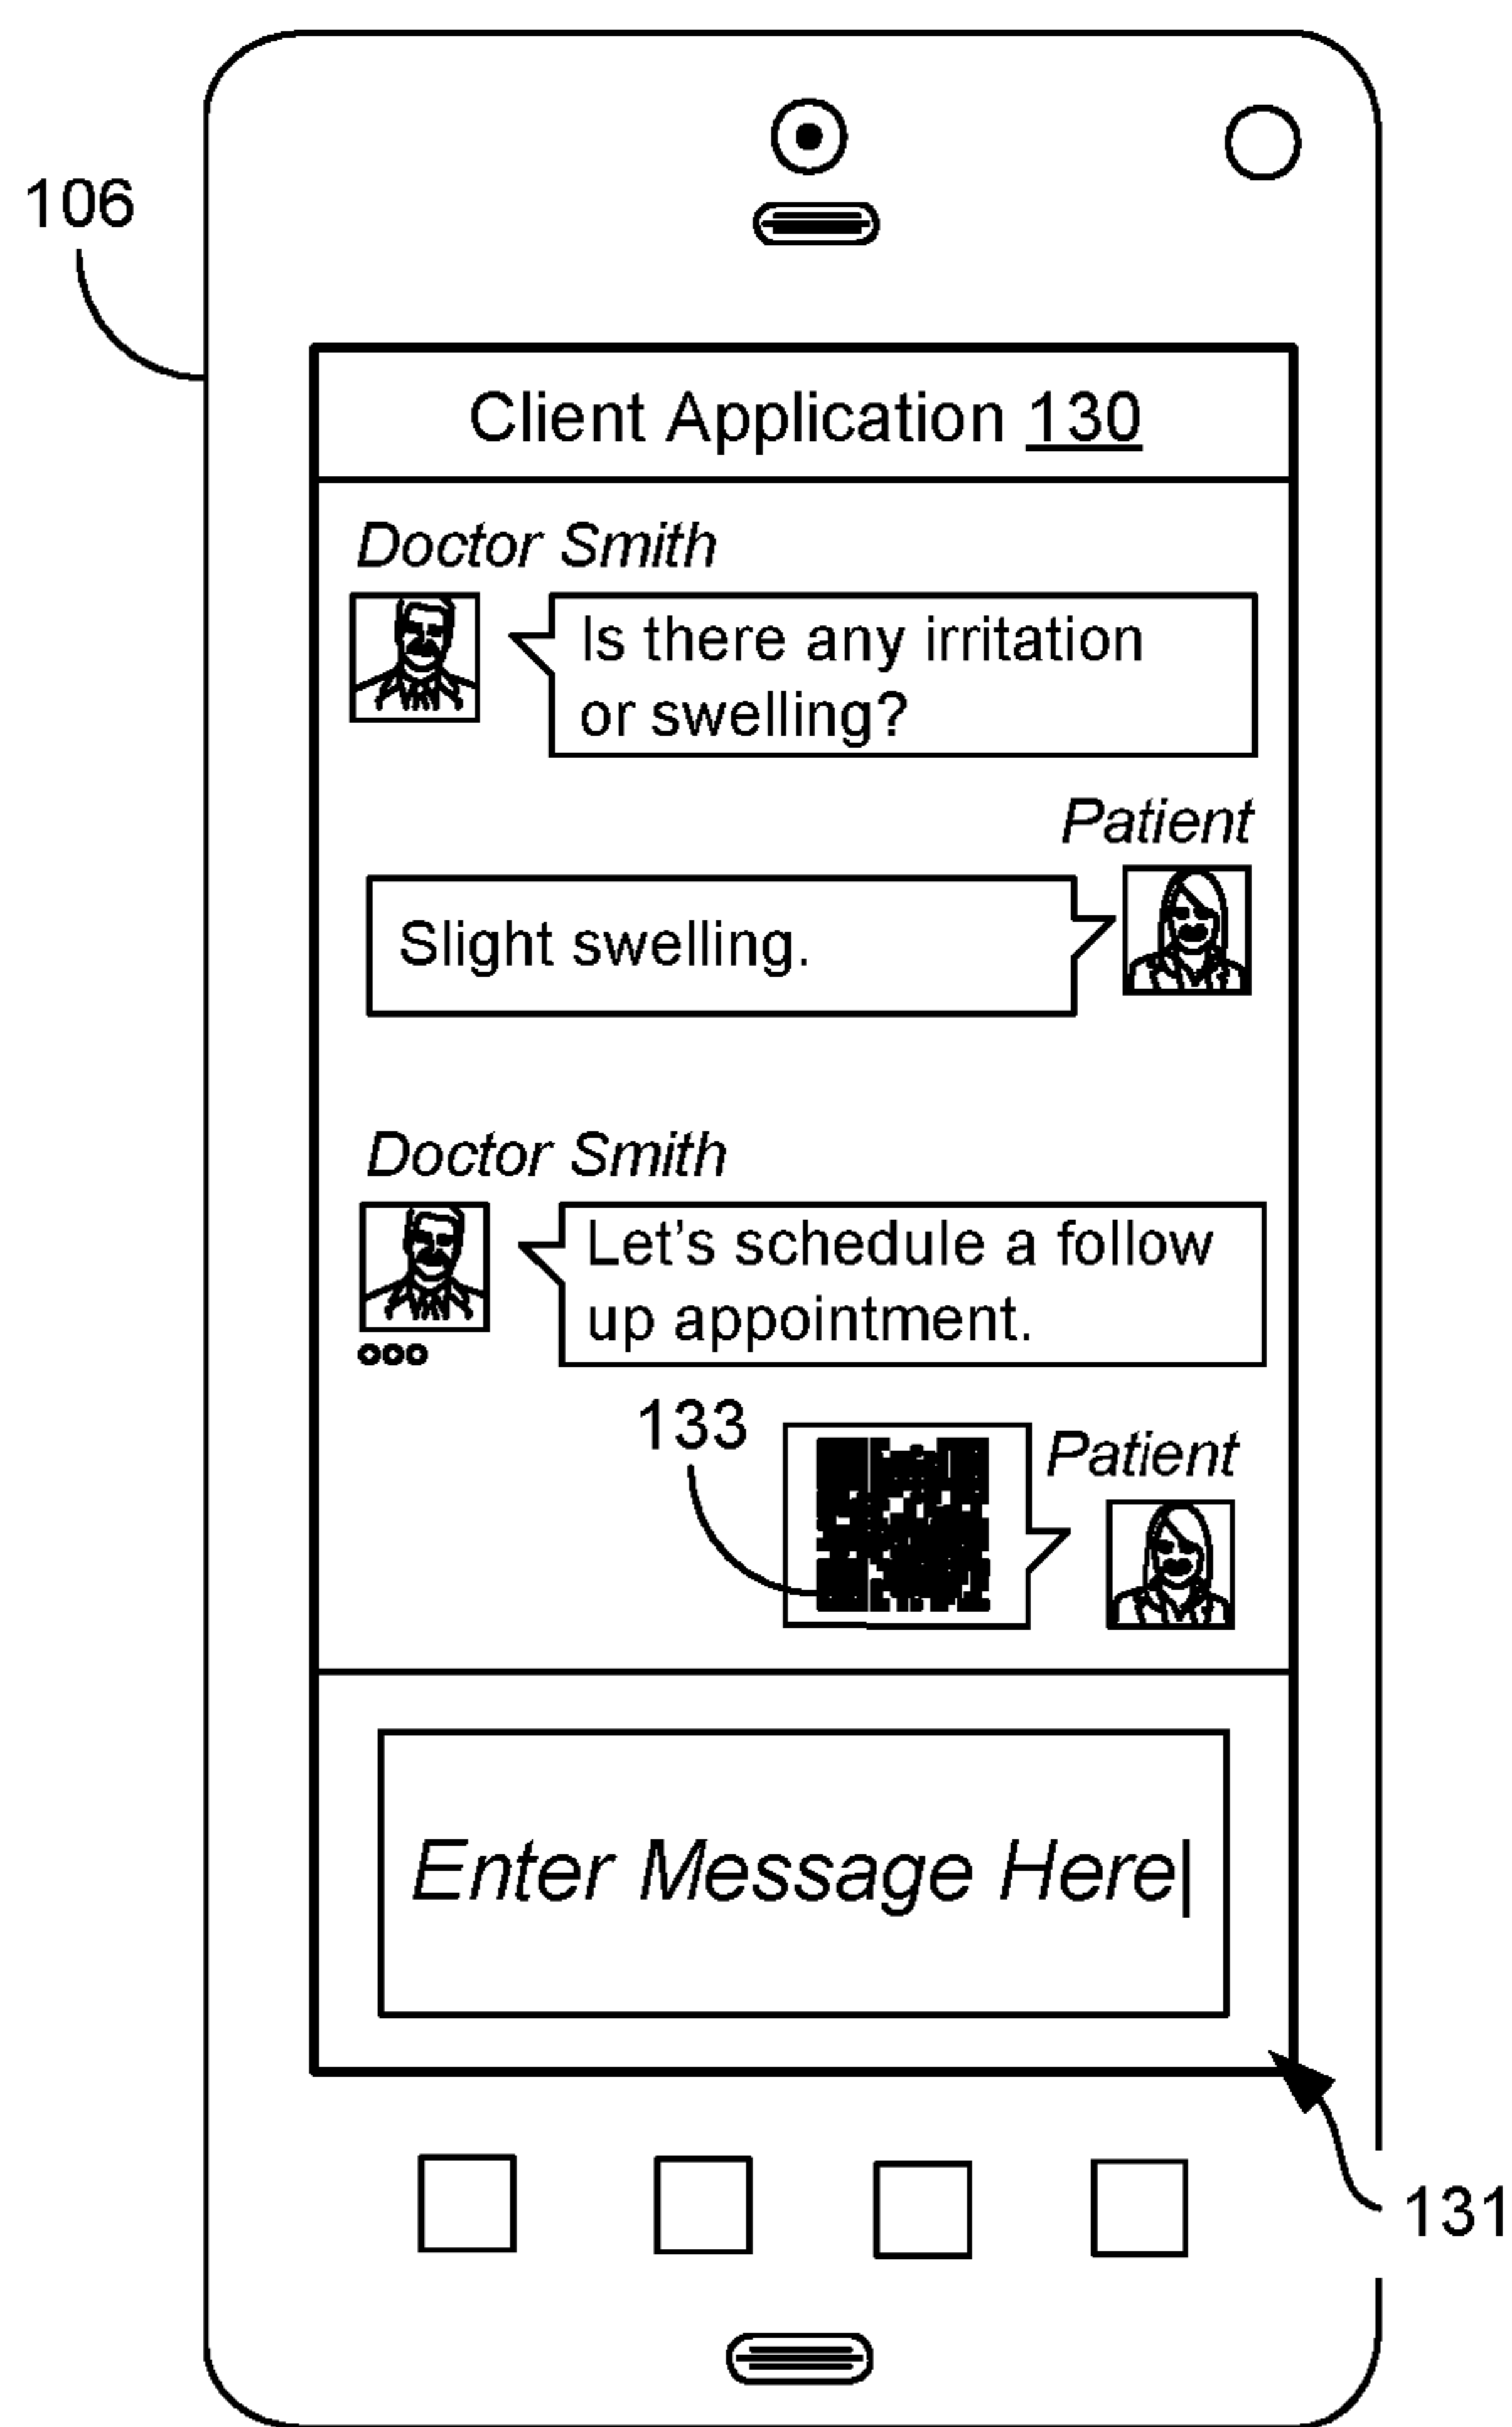 106
Client Application 130
Doctor Smith
Is there any irritation
or swelling?
Patient
Slight swelling.
Doctor Smith
Let's schedule a follow
up appointment.
133
Patient
Enter Message Here
131